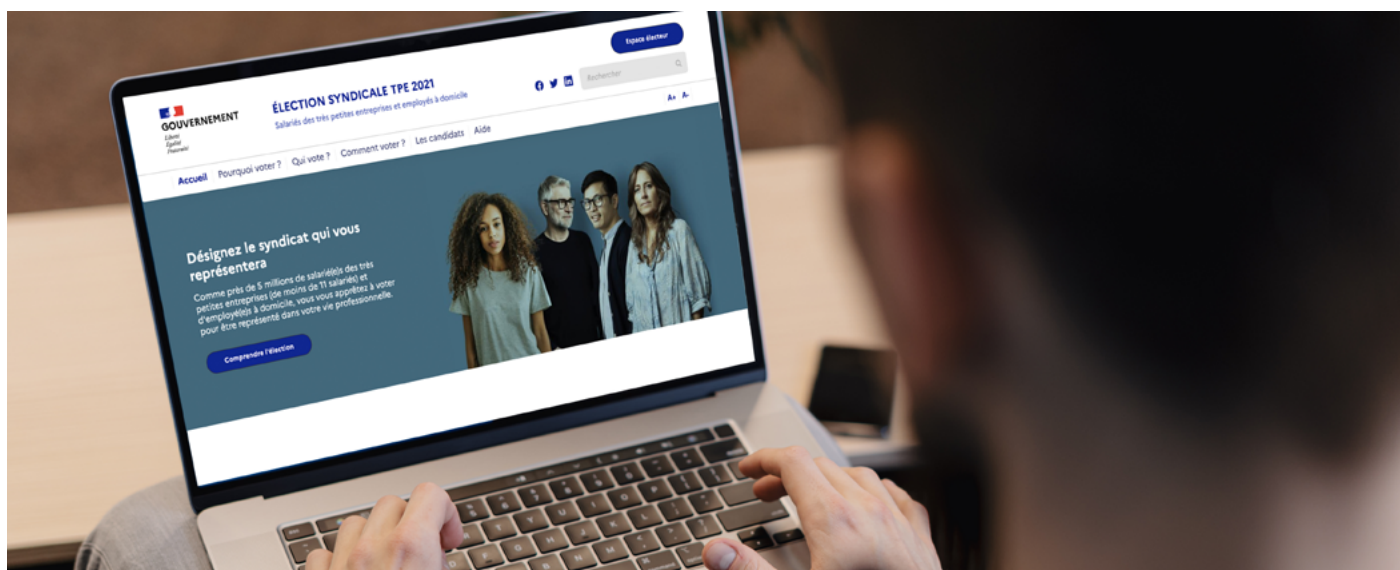 Espace électeur
GOUVERNEMENT
Liberté
Égalité
Fraternité
ÉLECTION SYNDICALE TPE 2021
Salariés des très petites entreprises et employés à domicile
Rechercher
A+ A-
Accueil Pourquoi voter ? Qui vote ? Comment voter ? Les candidats Aide
Désignez le syndicat qui vous
représentera
Comme près de 5 millions de salarié(e)s des très
petites entreprises (de moins de 11 salariés) et
d'employé(e)s à domicile, vous vous apprêtez à voter
pour être représenté dans votre vie professionnelle.
Comprendre l'élection